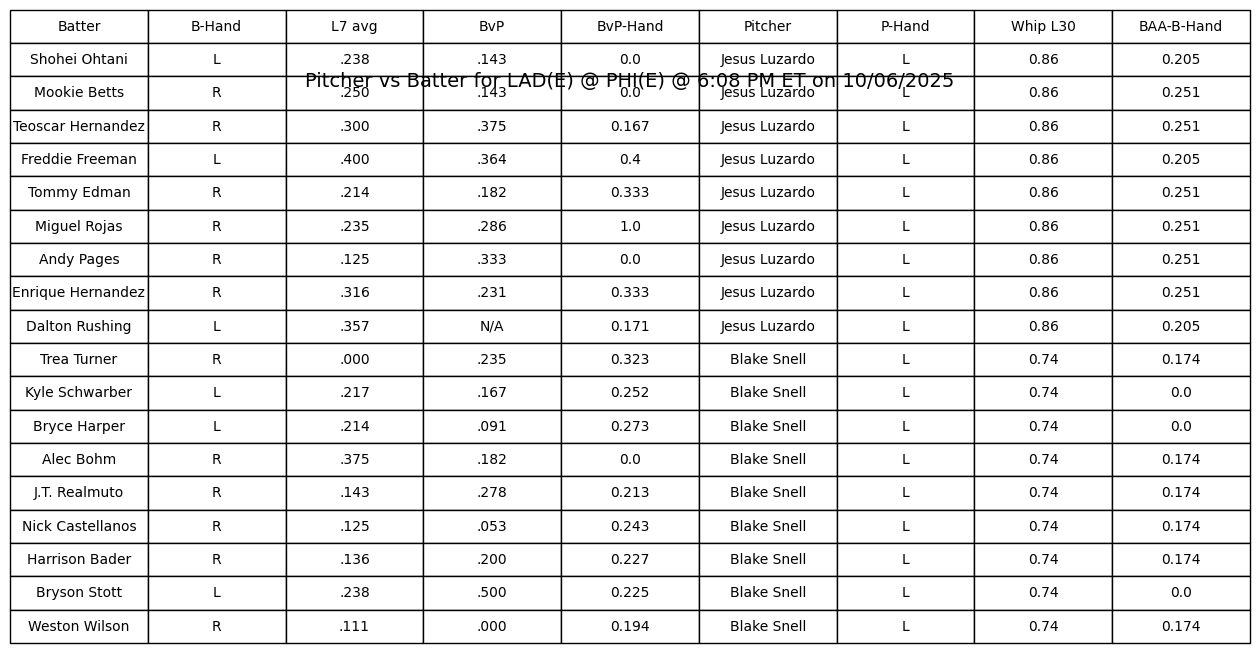 Batter B-Hand L7 avg BvP BvP-Hand Pitcher P-Hand Whip L30 BAA-B-Hand
Shohei Ohtani L .238 .143 0.0 Jesus Luzardo L 0.86 0.205
Pitcher vs Batter for LAD(E) @ PHI(E) @ 6:08 PM ET on 10/06/2025
Mookie Betts R .250 .143 0.0 Jesus Luzardo L 0.86 0.251
Teoscar Hernandez R .300 .375 0.167 Jesus Luzardo L 0.86 0.251
Freddie Freeman L .400 .364 0.4 Jesus Luzardo L 0.86 0.205
Tommy Edman R .214 .182 0.333 Jesus Luzardo L 0.86 0.251
Miguel Rojas R .235 .286 1.0 Jesus Luzardo L 0.86 0.251
Andy Pages R .125 .333 0.0 Jesus Luzardo L 0.86 0.251
Enrique Hernandez R .316 .231 0.333 Jesus Luzardo L 0.86 0.251
Dalton Rushing L .357 N/A 0.171 Jesus Luzardo L 0.86 0.205
Trea Turner R .000 .235 0.323 Blake Snell L 0.74 0.174
Kyle Schwarber L .217 .167 0.252 Blake Snell L 0.74 0.0
Bryce Harper L .214 .091 0.273 Blake Snell L 0.74 0.0
Alec Bohm R .375 .182 0.0 Blake Snell L 0.74 0.174
J.T. Realmuto R .143 .278 0.213 Blake Snell L 0.74 0.174
Nick Castellanos R .125 .053 0.243 Blake Snell L 0.74 0.174
Harrison Bader R .136 .200 0.227 Blake Snell L 0.74 0.174
Bryson Stott L .238 .500 0.225 Blake Snell L 0.74 0.0
Weston Wilson R .111 .000 0.194 Blake Snell L 0.74 0.174